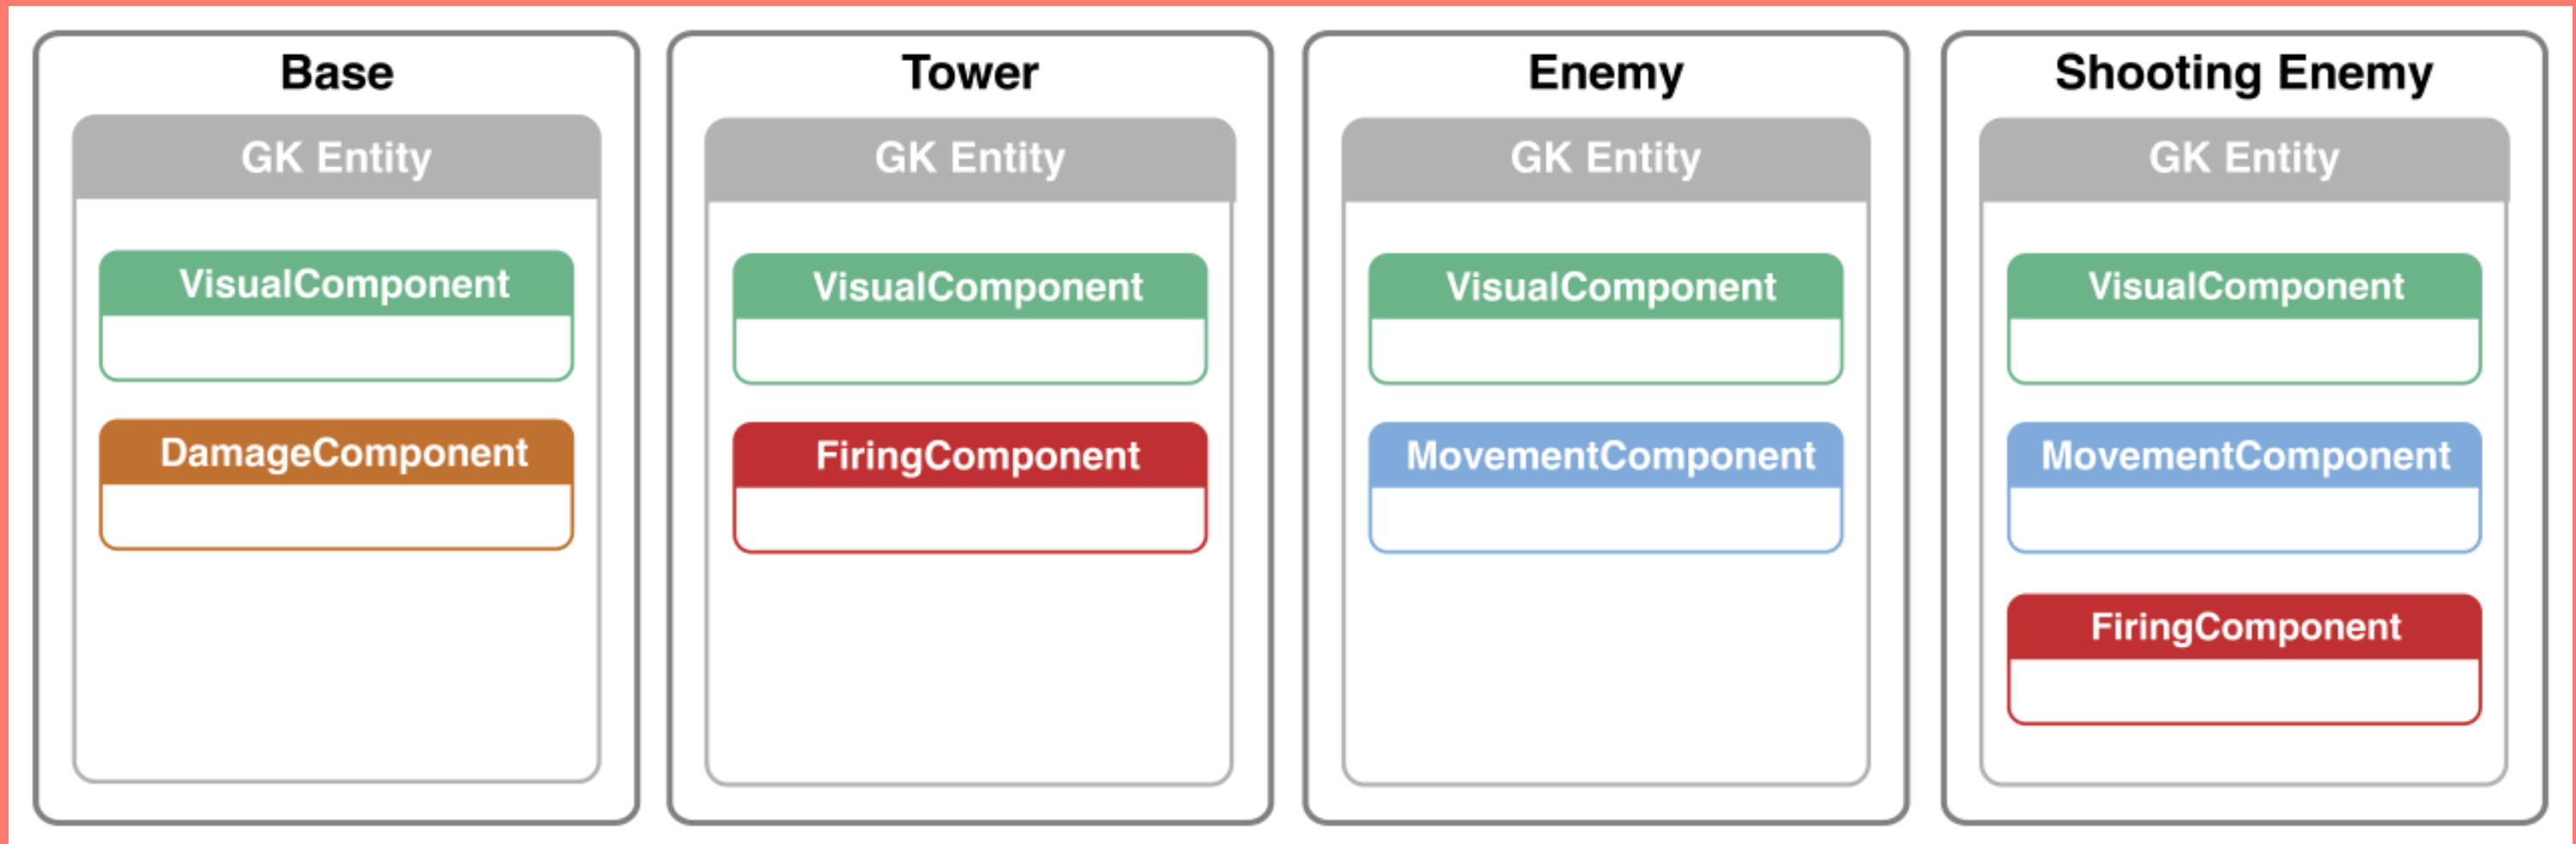 Base
GK Entity
VisualComponent
DamageComponent
Tower
GK Entity
VisualComponent
FiringComponent
Enemy
GK Entity
VisualComponent
MovementComponent
Shooting Enemy
GK Entity
VisualComponent
MovementComponent
FiringComponent